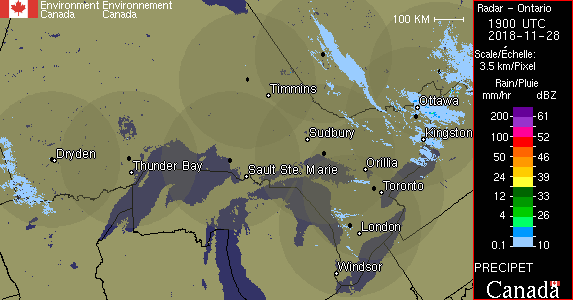 Environment Environnement
Canada Canada
100 KM
Timmins
Ottawa
Sudbury
Kingston
Dryden
Thunder Bay
Sault Ste. Marie
Orillia
Toronto
London
Windsor
Radar - Ontario
1900 UTC
2018-11-28
Scale/Échelle:
3.5 km/Pixel
Rain/Pluie
mm/hr dBZ
200 61
100 52
50 46
24 39
12 33
4 26
0.1 10
PRECIPET
Canada